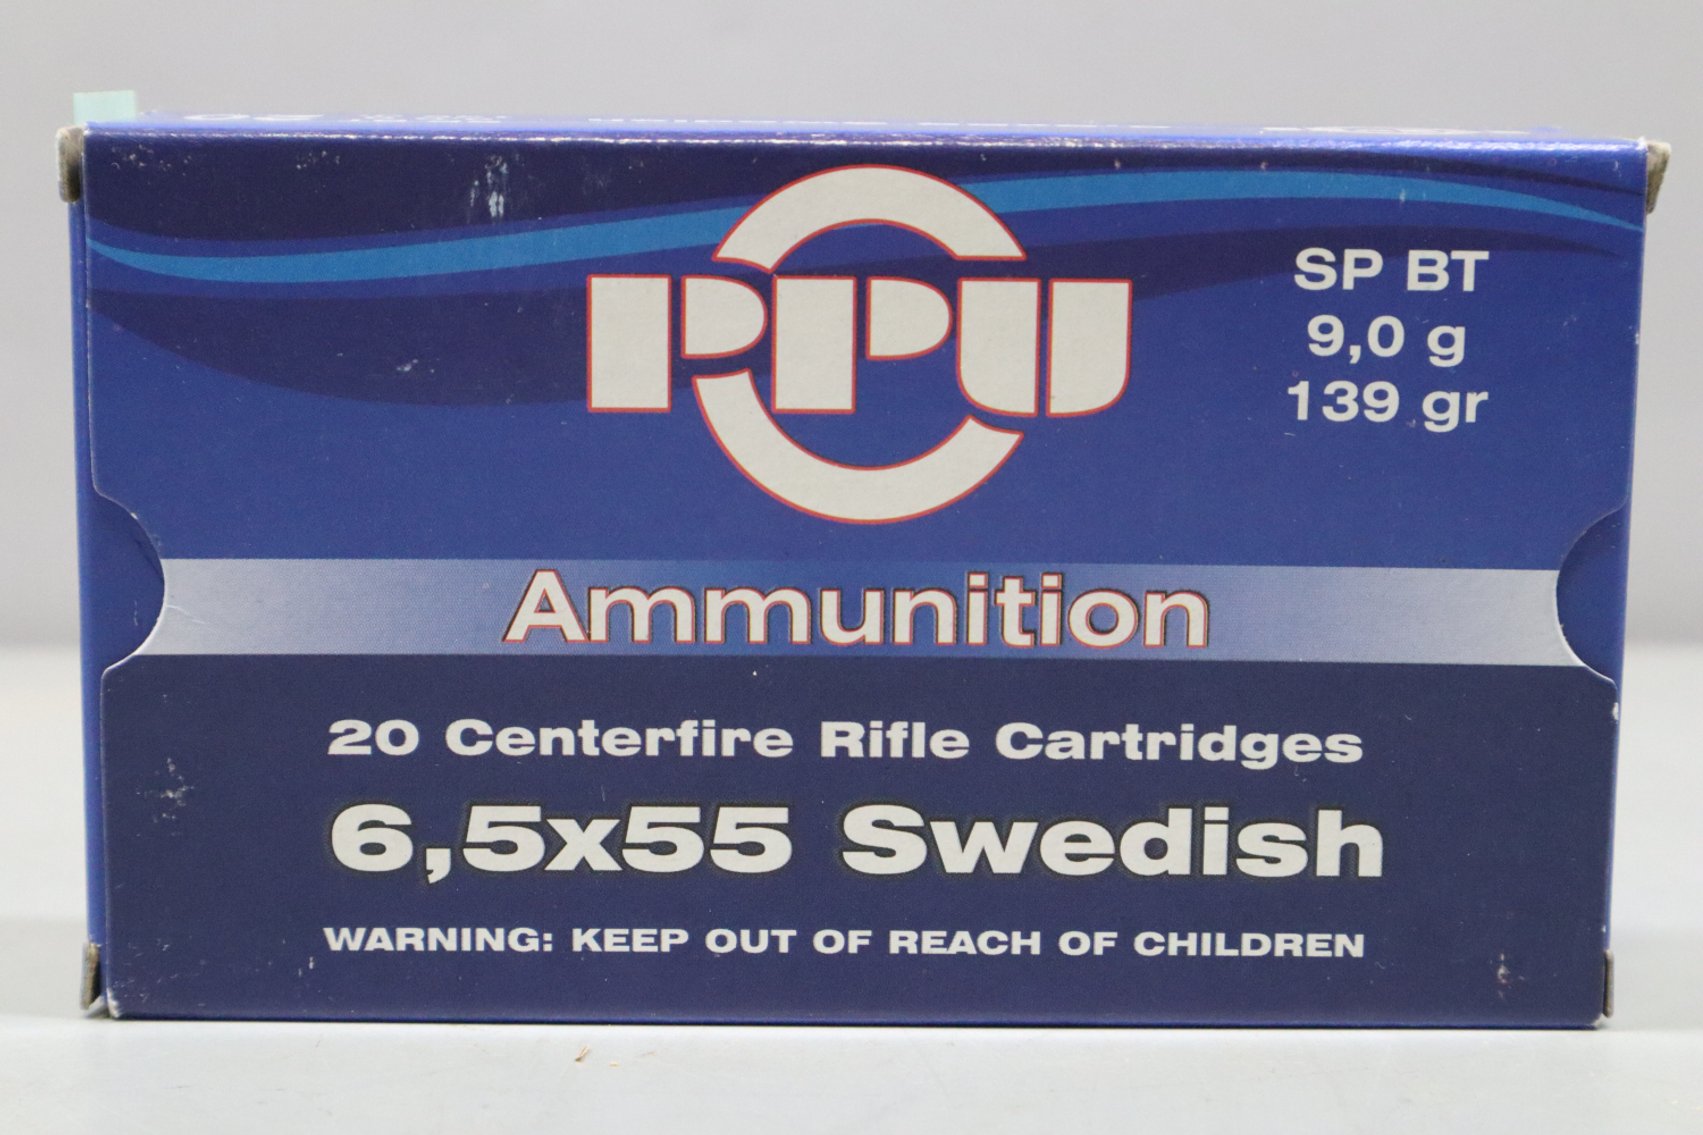 PPU
SP BT
9,0 g
139 gr
Ammunition
20 Centerfire Rifle Cartridges
6,5x55 Swedish
WARNING: KEEP OUT OF REACH OF CHILDREN